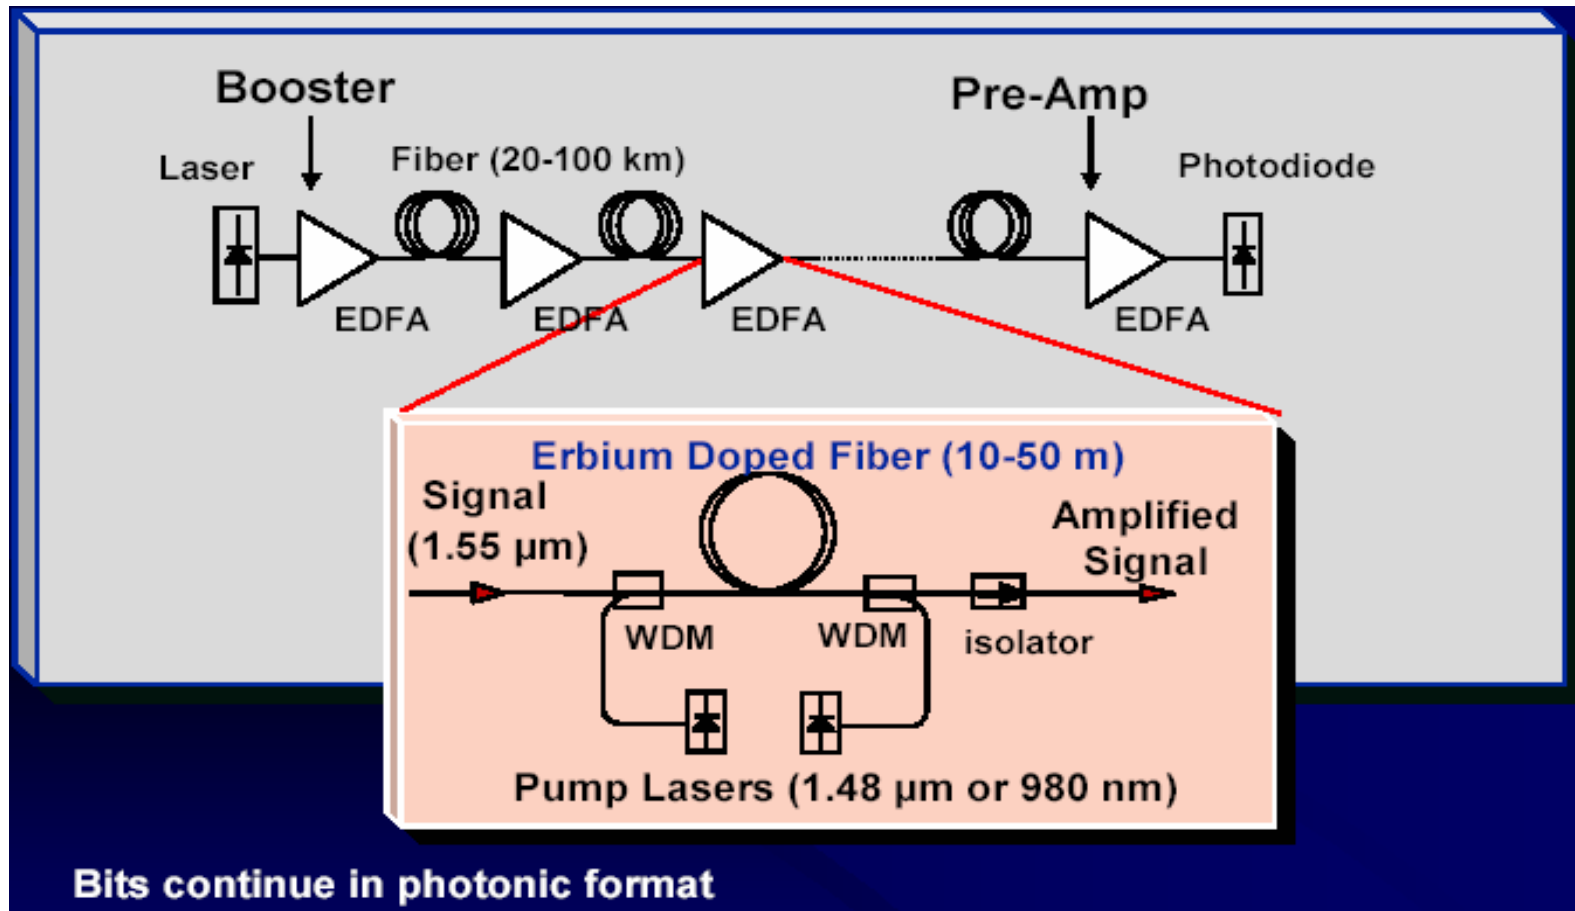 Booster
Pre-Amp
Laser
Fiber (20-100 km)
Photodiode
EDFA
EDFA
EDFA
EDFA
Erbium Doped Fiber (10-50 m)
Signal
(1.55 µm)
Amplified
Signal
WDM
WDM
isolator
Pump Lasers (1.48 µm or 980 nm)
Bits continue in photonic format